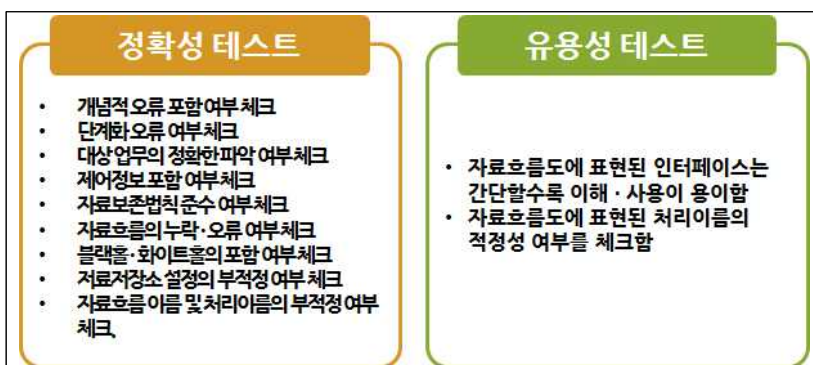 정확성 테스트
• 개념적 오류 포함 여부 체크
• 단계화 오류 여부 체크
• 대상 업무의 정확한 파악 여부 체크
• 제어정보 포함 여부 체크
• 자료보존법칙 준수 여부 체크
• 자료흐름의 누락·오류 여부 체크
• 블랙홀·화이트홀의 포함 여부 체크
• 저료저장소 설정의 부적정 여부 체크
• 자료흐름 이름 및 처리이름의 부적정 여부
체크.
유용성 테스트
• 자료흐름도에 표현된 인터페이스는
간단할수록 이해·사용이 용이함
• 자료흐름도에 표현된 처리이름의
적정성 여부를 체크함